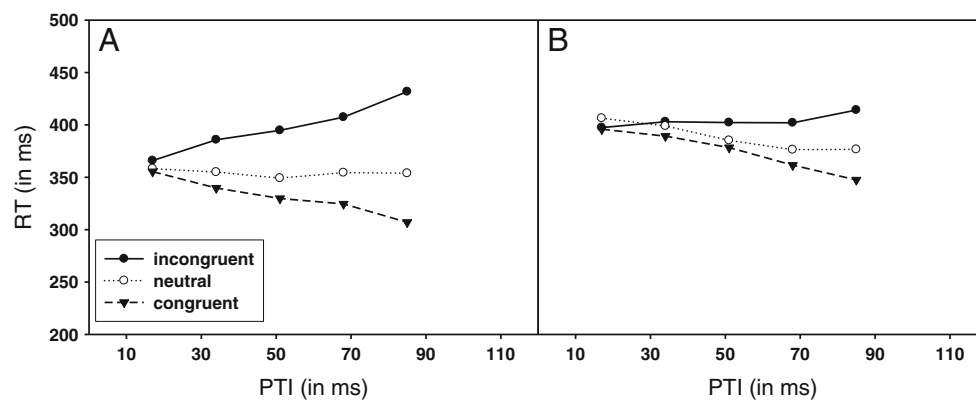 A
B
500
450
400
350
300
250
200
RT (in ms)
incongruent
neutral
congruent
10 30 50 70 90 110
10 30 50 70 90 110
PTI (in ms)
PTI (in ms)